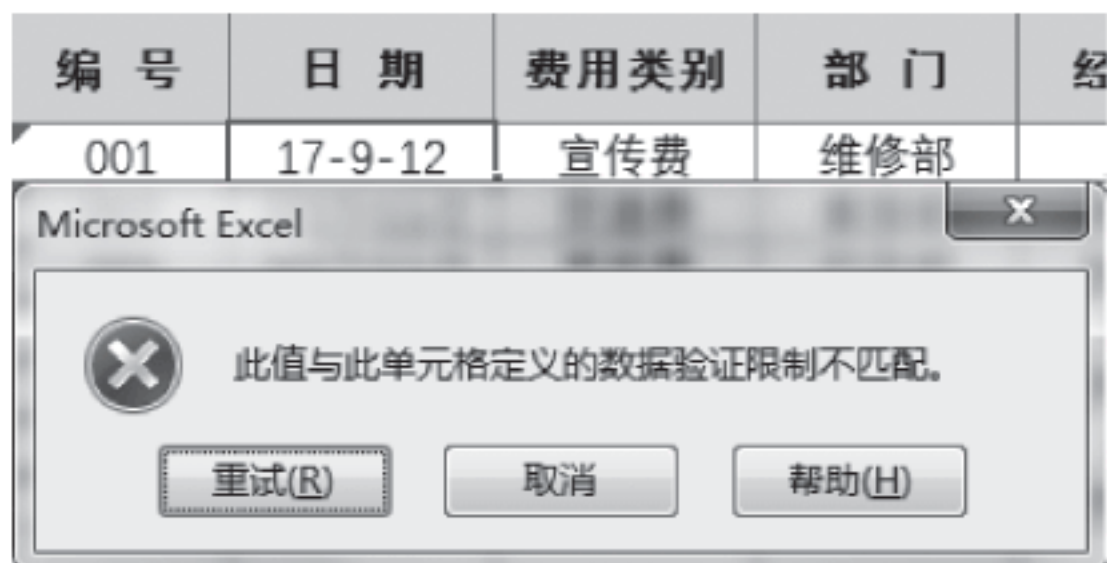 编 号 日 期 费用类别 部 门 经
001 17-9-12 宣传费 维修部
Microsoft Excel
此值与此单元格定义的数据验证限制不匹配。
重试(R) 取消 帮助(H)